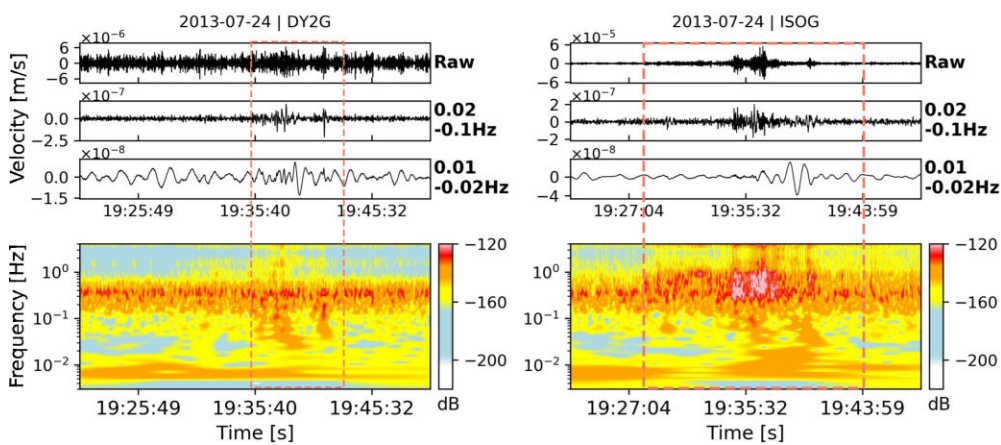 2013-07-24 | DY2G
×10⁻⁶
6
0
−6
Raw
×10⁻⁷
0.0
−2.5
0.02
-0.1Hz
×10⁻⁸
0.0
−1.5
0.01
-0.02Hz
19:25:49 19:35:40 19:45:32
Velocity [m/s]
2013-07-24 | ISOG
×10⁻⁵
6
0
−6
Raw
×10⁻⁷
2
0
−2
0.02
-0.1Hz
×10⁻⁸
0
−4
0.01
-0.02Hz
19:27:04 19:35:32 19:43:59
Frequency [Hz]
10⁰
10⁻¹
10⁻²
19:25:49 19:35:40 19:45:32
Time [s]
−120
−160
−200
dB
10⁰
10⁻¹
10⁻²
19:27:04 19:35:32 19:43:59
Time [s]
−120
−160
−200
dB